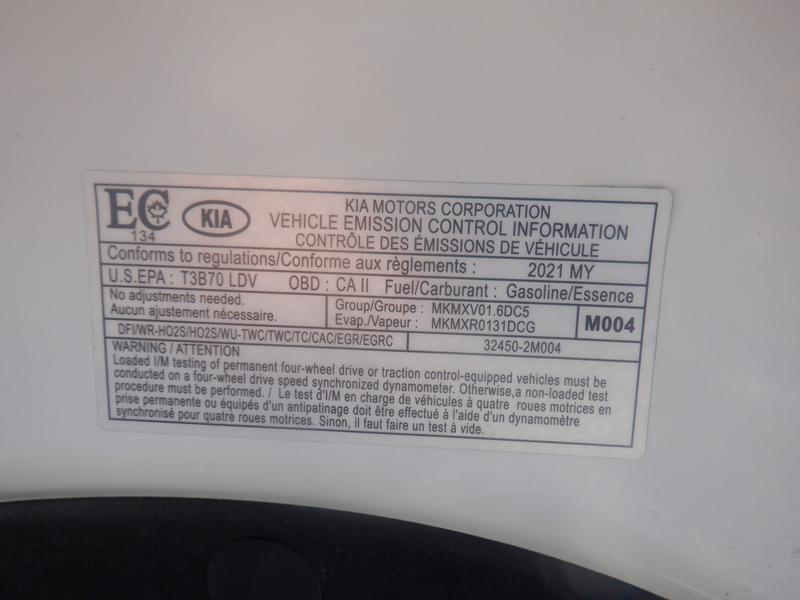 EC
134
KIA
KIA MOTORS CORPORATION
VEHICLE EMISSION CONTROL INFORMATION
CONTRÔLE DES ÉMISSIONS DE VÉHICULE
Conforms to regulations/Conforme aux règlements : 2021 MY
U.S.EPA : T3B70 LDV OBD : CA II Fuel/Carburant : Gasoline/Essence
No adjustments needed.
Aucun ajustement nécessaire.
Group/Groupe : MKMXV01.6DC5
Evap./Vapeur : MKMXR0131DCG
M004
DFI/WR-HO2S/HO2S/WU-TWC/TWC/TC/CAC/EGR/EGRC 32450-2M004
WARNING / ATTENTION
Loaded I/M testing of permanent four-wheel drive or traction control-equipped vehicles must be
conducted on a four-wheel drive speed synchronized dynamometer. Otherwise,a non-loaded test
procedure must be performed. / Le test d'I/M en charge de véhicules à quatre roues motrices en
prise permanente ou équipés d'un antipatinage doit être effectué à l'aide d'un dynamomètre
synchronisé pour quatre roues motrices. Sinon, il faut faire un test à vide.